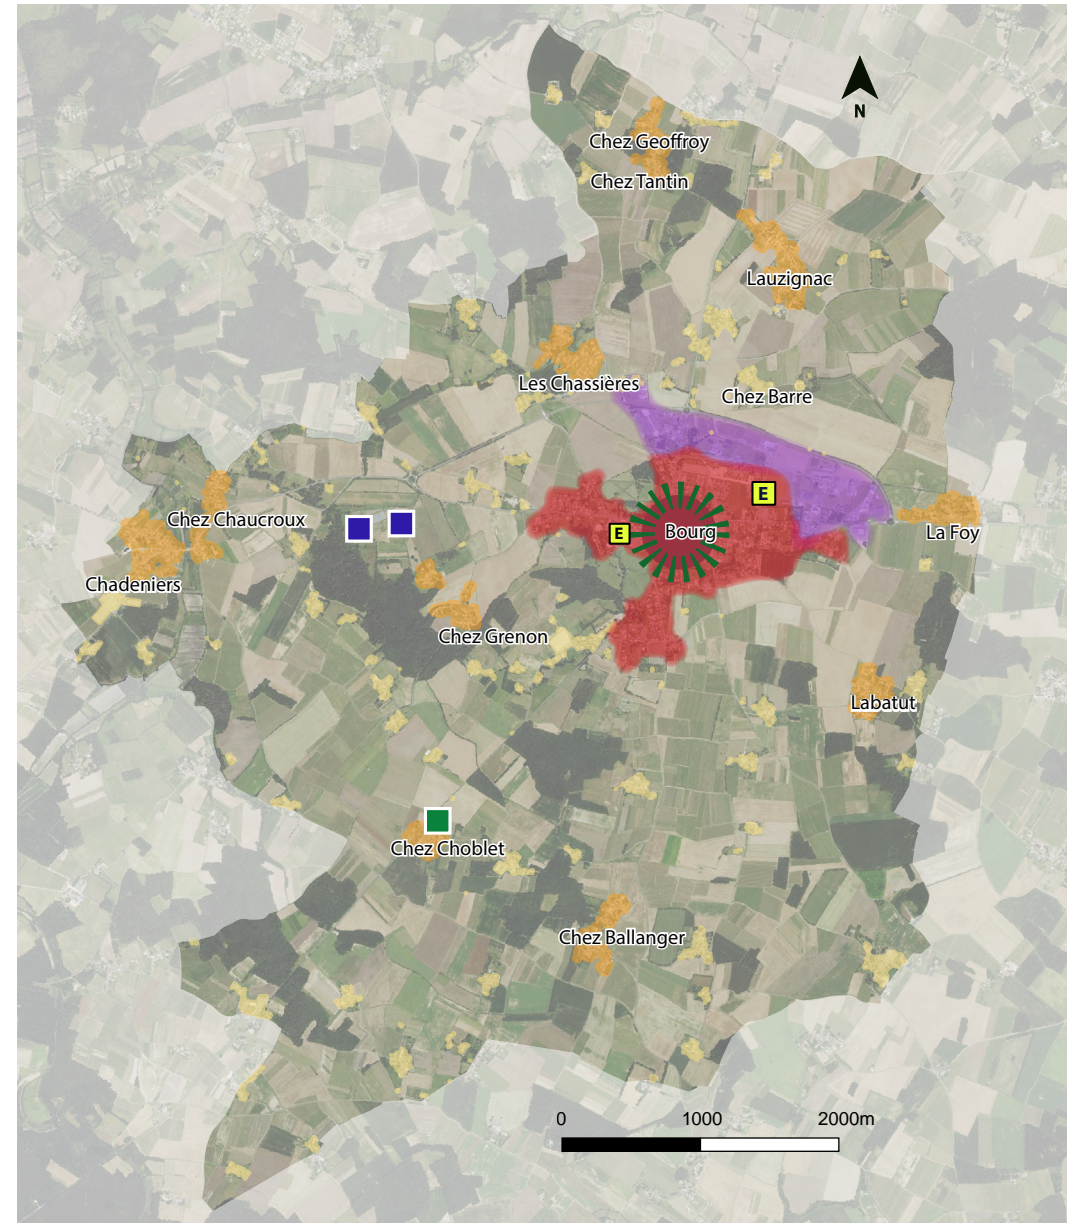 N
Chez Geoffroy
Chez Tantin
Lauzignac
Les Chassières
Chez Barre
E
Chez Chaucroux
E
Bourg
La Foy
Chadeniers
Chez Grenon
Labatut
Chez Choblet
Chez Ballanger
0 1000 2000m